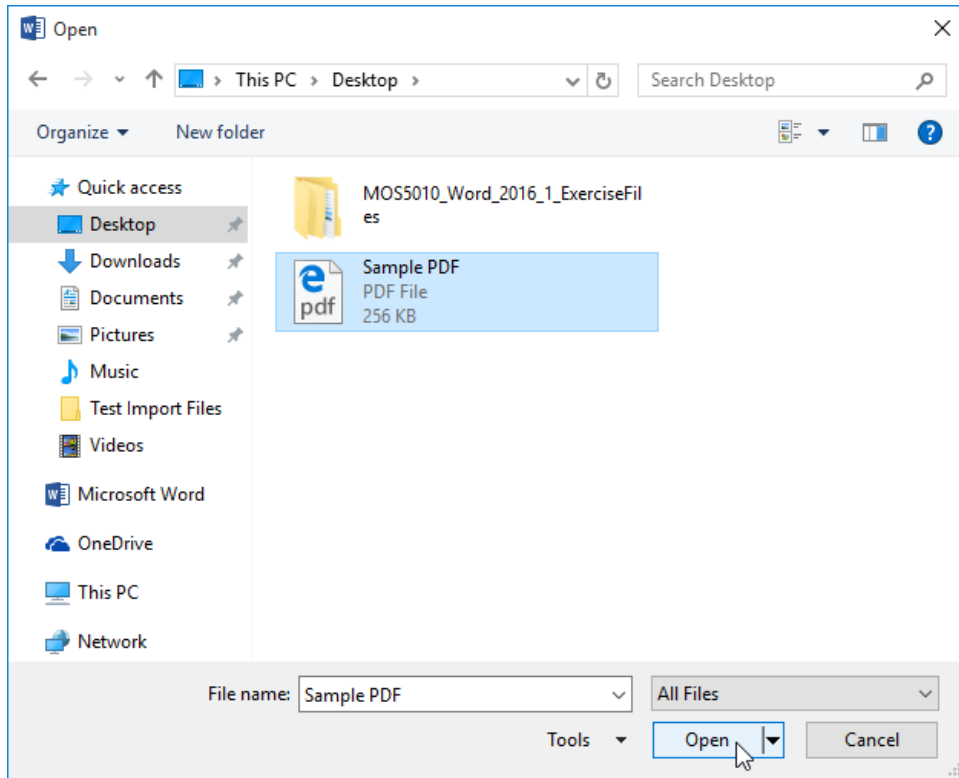 Open
This PC > Desktop >
Search Desktop
Organize
New folder
Quick access
Desktop
Downloads
Documents
Pictures
Music
Test Import Files
Videos
Microsoft Word
OneDrive
This PC
Network
MOS5010_Word_2016_1_ExerciseFil
es
Sample PDF
PDF File
256 KB
pdf
File name: Sample PDF
All Files
Tools
Open
Cancel